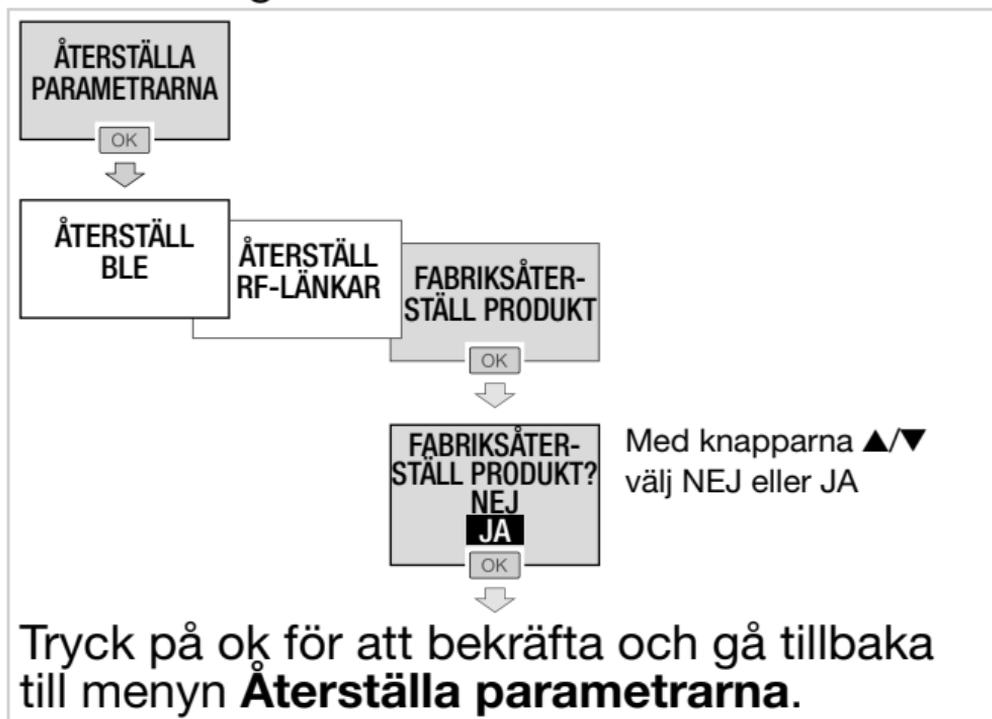 ÅTERSTÄLLA
PARAMETRARNA
OK
ÅTERSTÄLL
BLE
ÅTERSTÄLL
RF-LÄNKAR
FABRIKSÅTER-
STÄLL PRODUKT
OK
FABRIKSÅTER-
STÄLL PRODUKT?
NEJ
JA
OK
Med knapparna ▲/▼
välj NEJ eller JA
Tryck på ok för att bekräfta och gå tillbaka
till menyn Återställa parametrarna.